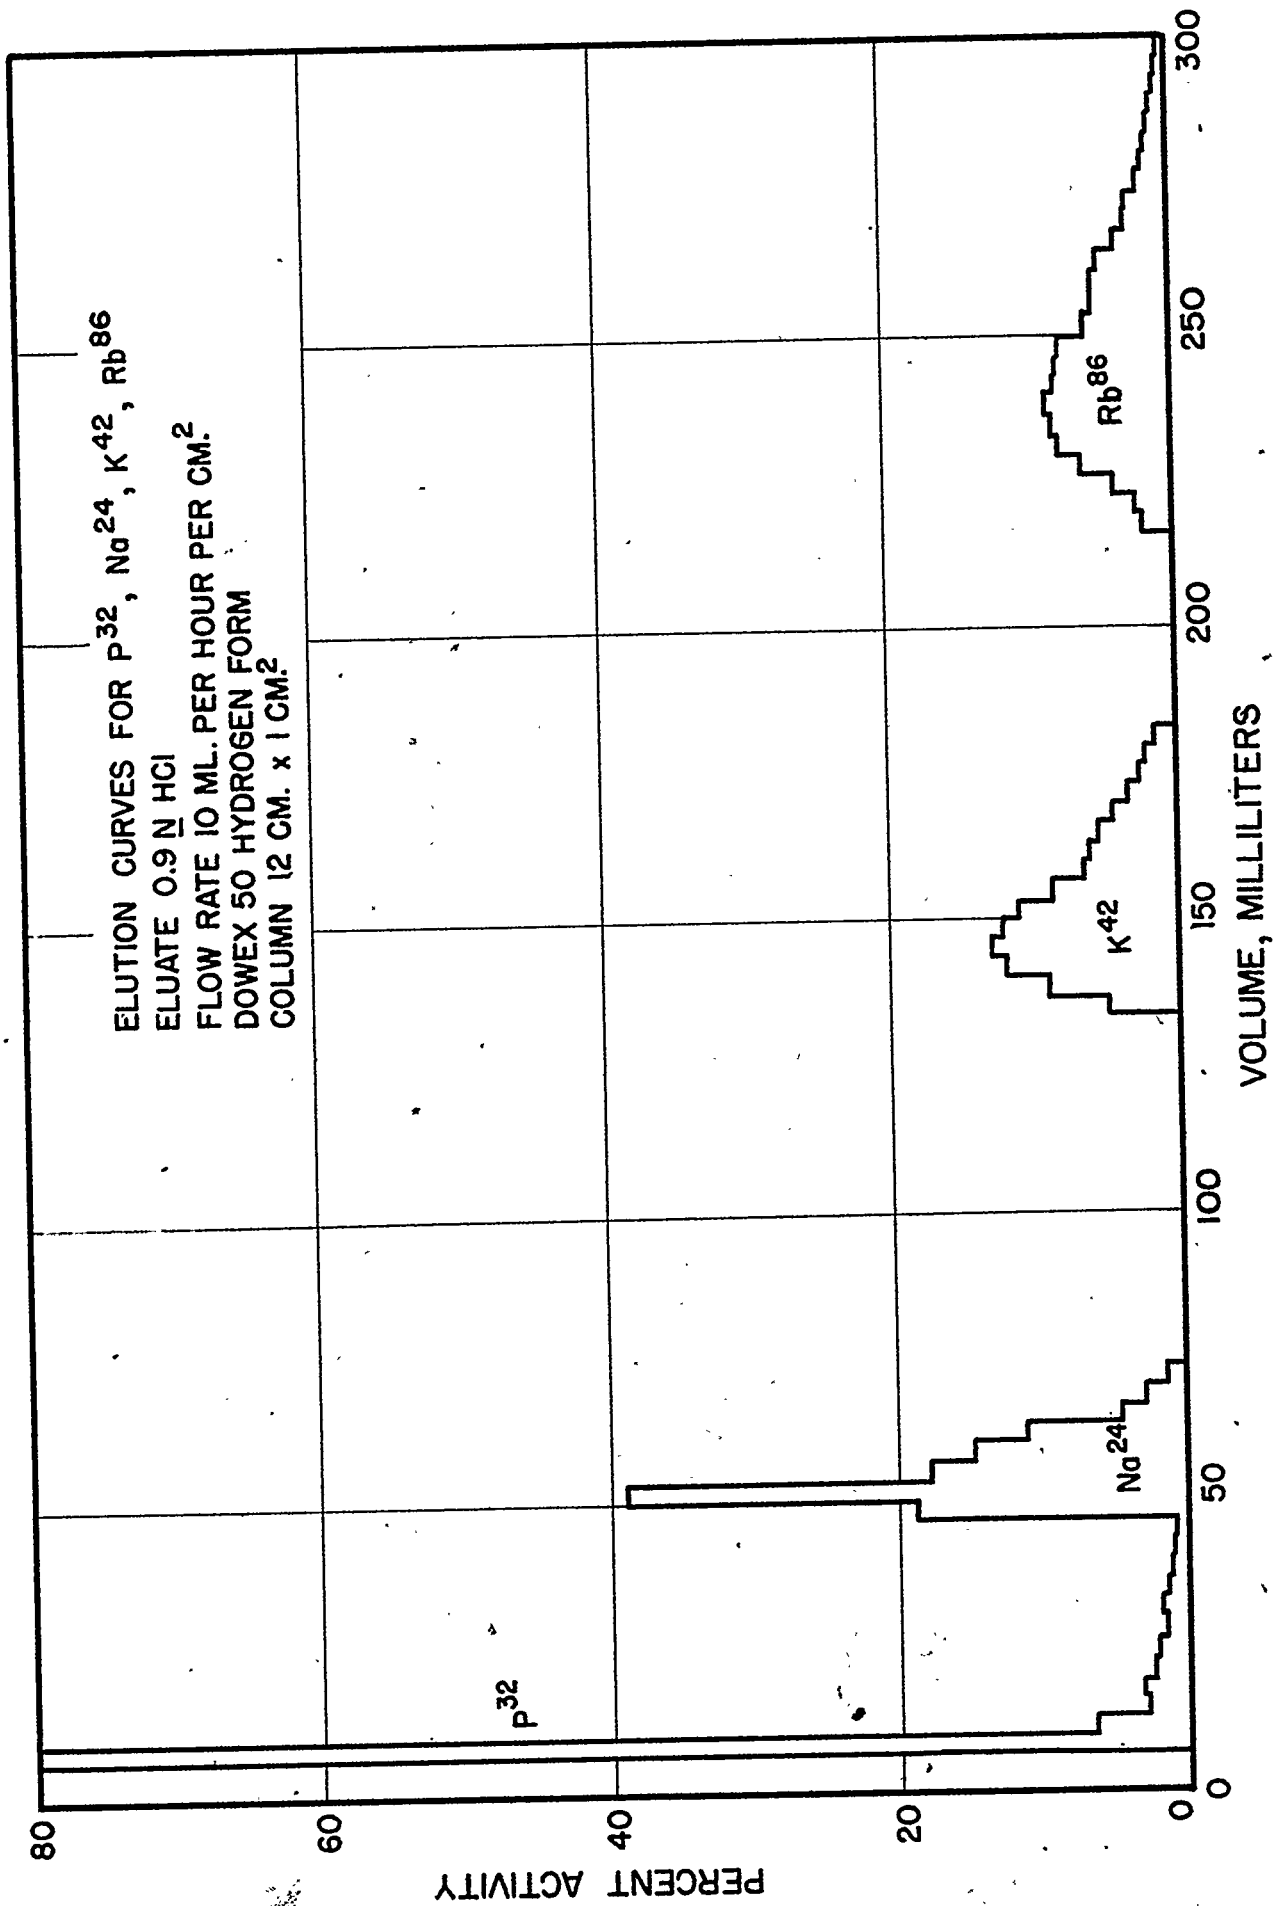 ELUTION CURVES FOR P32, Na24, K42, Rb86
ELUATE 0.9 N HCl
FLOW RATE 10 ML. PER HOUR PER CM.2
DOWEX 50 HYDROGEN FORM
COLUMN 12 CM. x 1 CM.2
80
60
40
20
0
PERCENT ACTIVITY
P32
Na24
K42
Rb86
0
50
100
150
200
250
300
VOLUME, MILLILITERS